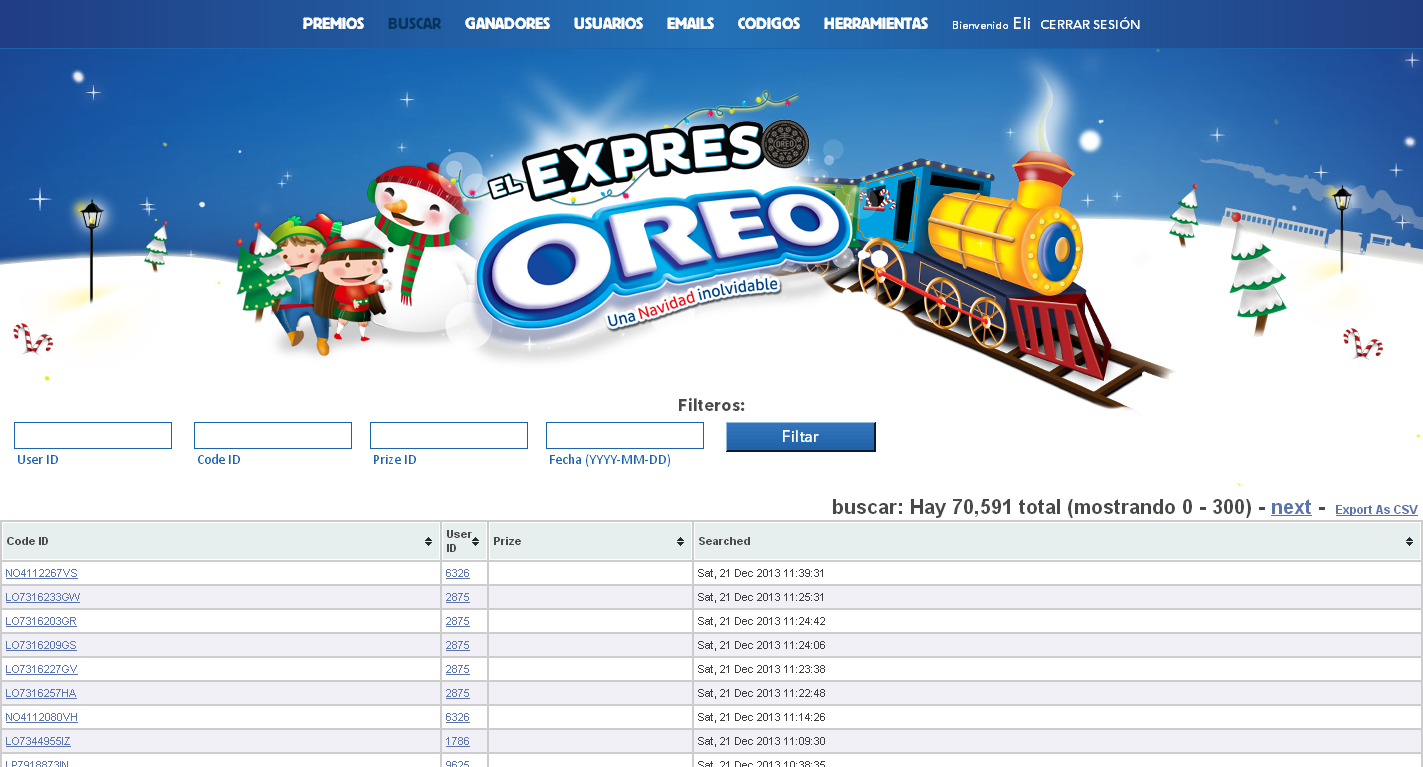 PREMIOS BUSCAR GANADORES USUARIOS EMAILS CODIGOS HERRAMIENTAS Bienvenido Eli CERRAR SESIÓN
EL EXPRESO
OREO
OREO
Una Navidad inolvidable
Filteros:
Filtar
User ID Code ID Prize ID Fecha (YYYY-MM-DD)
buscar: Hay 70,591 total (mostrando 0 - 300) - next - Export As CSV
Code ID User ID Prize Searched
NO4112267VS 6326 Sat, 21 Dec 2013 11:39:31
LO7316233GW 2875 Sat, 21 Dec 2013 11:25:31
LO7316203GR 2875 Sat, 21 Dec 2013 11:24:42
LO7316209GS 2875 Sat, 21 Dec 2013 11:24:06
LO7316227GV 2875 Sat, 21 Dec 2013 11:23:38
LO7316257HA 2875 Sat, 21 Dec 2013 11:22:48
NO4112080VH 6326 Sat, 21 Dec 2013 11:14:26
LO7344955IZ 1786 Sat, 21 Dec 2013 11:09:30
LP7918873IN 9625 Sat, 21 Dec 2013 10:38:35